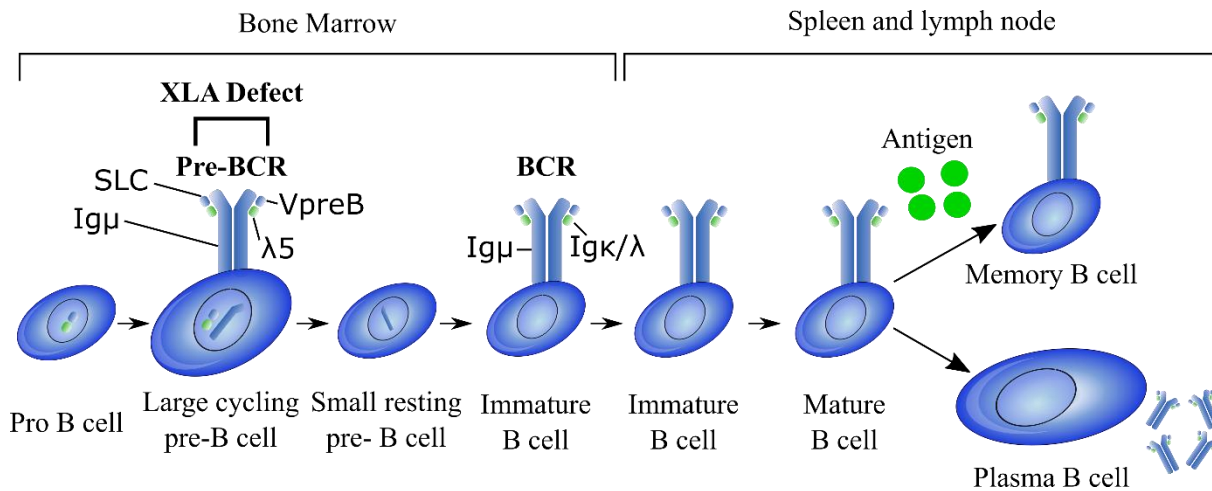 Bone Marrow
Spleen and lymph node
XLA Defect
Pre-BCR
BCR
Antigen
SLC
VpreB
Igμ
λ5
Igμ
Igκ/λ
Memory B cell
Pro B cell
Large cycling
pre-B cell
Small resting
pre- B cell
Immature
B cell
Immature
B cell
Mature
B cell
Plasma B cell